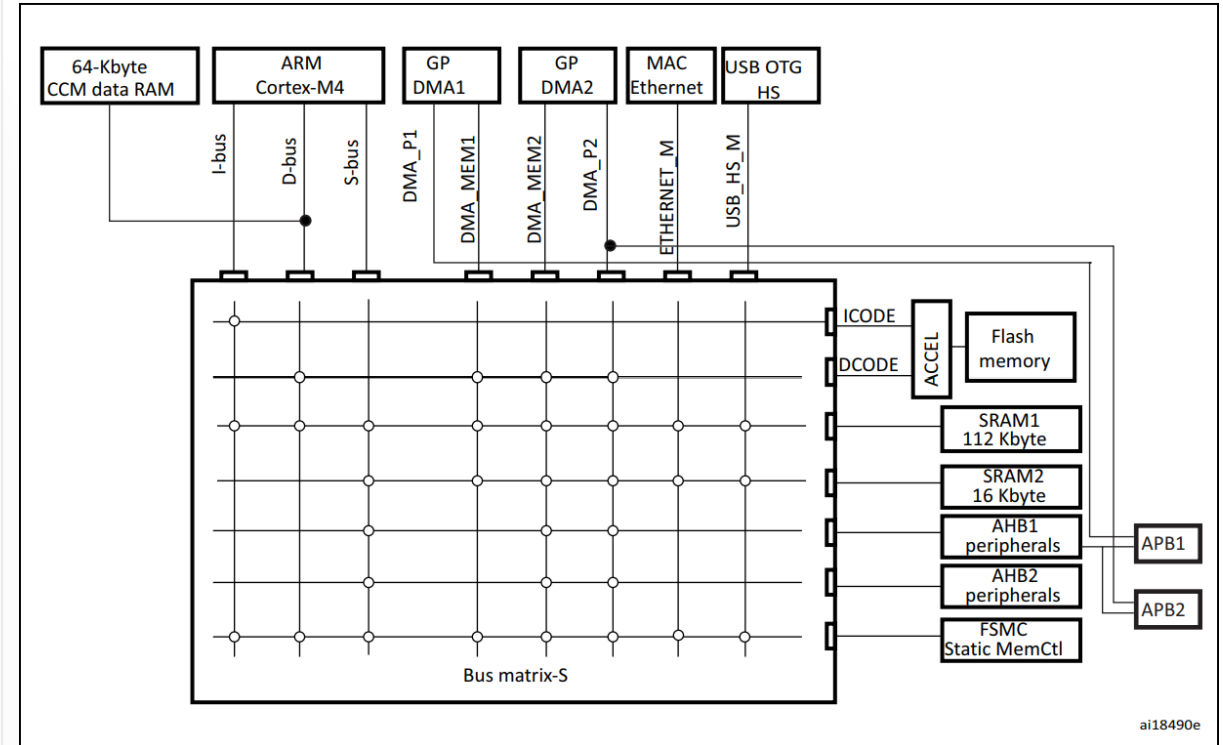 64-Kbyte
CCM data RAM
ARM
Cortex-M4
GP
DMA1
GP
DMA2
MAC
Ethernet
USB OTG
HS
I-bus
D-bus
S-bus
DMA_P1
DMA_MEM1
DMA_MEM2
DMA_P2
ETHERNET_M
USB_HS_M
ICODE
DCODE
ACCEL
Flash
memory
SRAM1
112 Kbyte
SRAM2
16 Kbyte
AHB1
peripherals
AHB2
peripherals
FSMC
Static MemCtl
APB1
APB2
Bus matrix-S
ai18490e